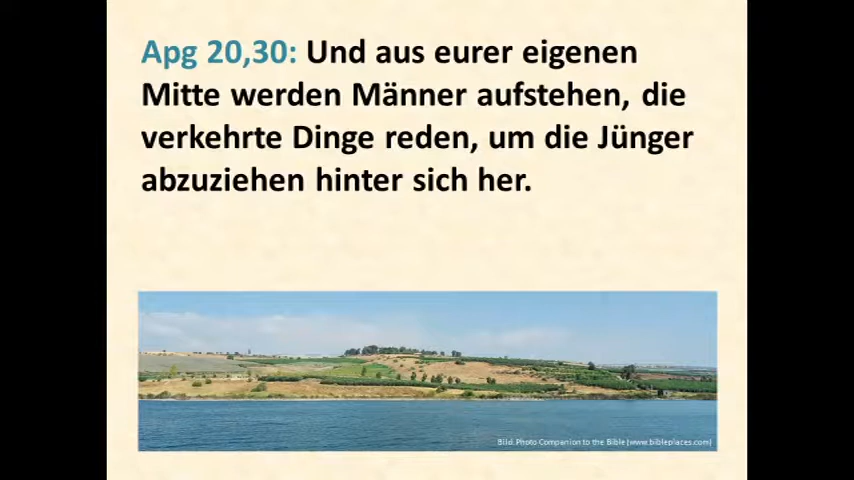 Apg 20,30: Und aus eurer eigenen
Mitte werden Männer aufstehen, die
verkehrte Dinge reden, um die Jünger
abzuziehen hinter sich her.
Bild: Photo Companion to the Bible (www.bibleplaces.com)